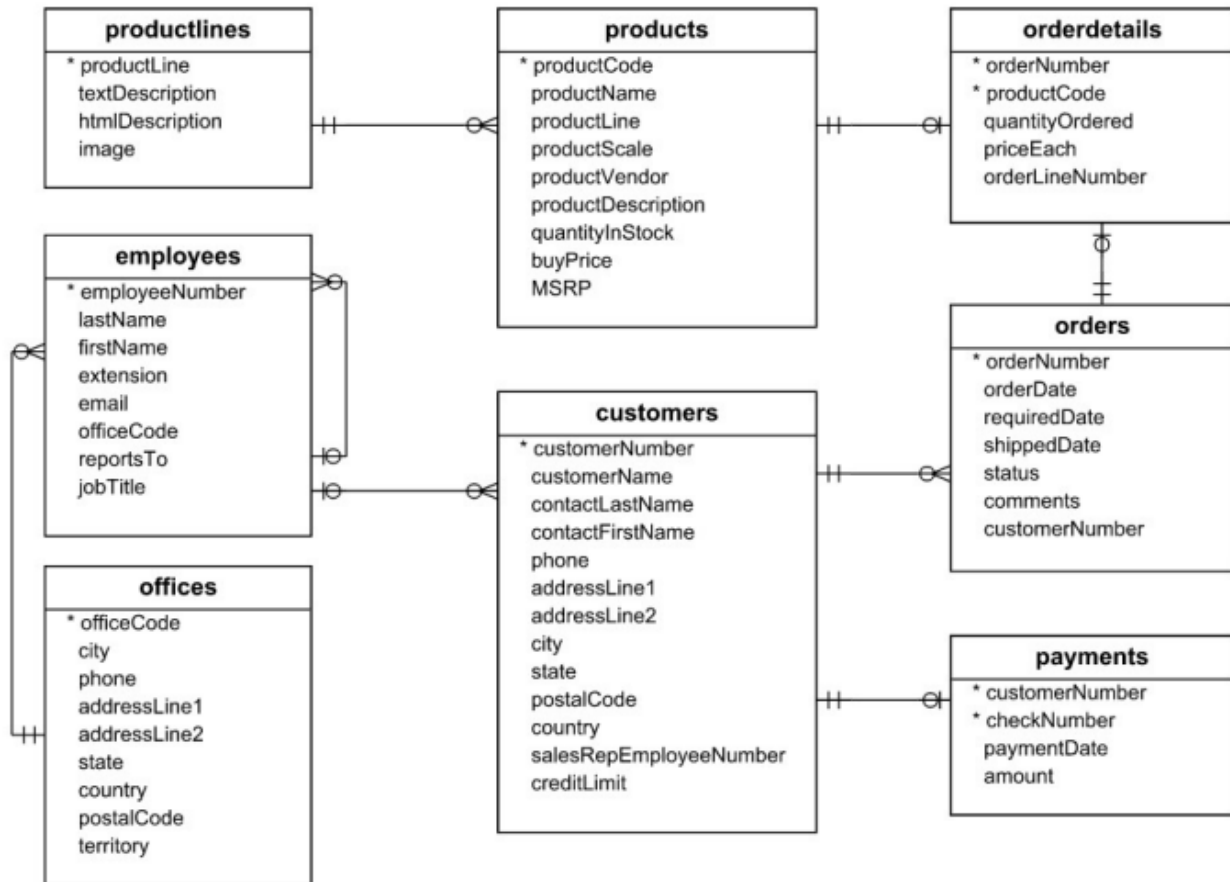 productlines
* productLine
textDescription
htmlDescription
image
products
* productCode
productName
productLine
productScale
productVendor
productDescription
quantityInStock
buyPrice
MSRP
orderdetails
* orderNumber
* productCode
quantityOrdered
priceEach
orderLineNumber
employees
* employeeNumber
lastName
firstName
extension
email
officeCode
reportsTo
jobTitle
customers
* customerNumber
customerName
contactLastName
contactFirstName
phone
addressLine1
addressLine2
city
state
postalCode
country
salesRepEmployeeNumber
creditLimit
orders
* orderNumber
orderDate
requiredDate
shippedDate
status
comments
customerNumber
offices
* officeCode
city
phone
addressLine1
addressLine2
state
country
postalCode
territory
payments
* customerNumber
* checkNumber
paymentDate
amount